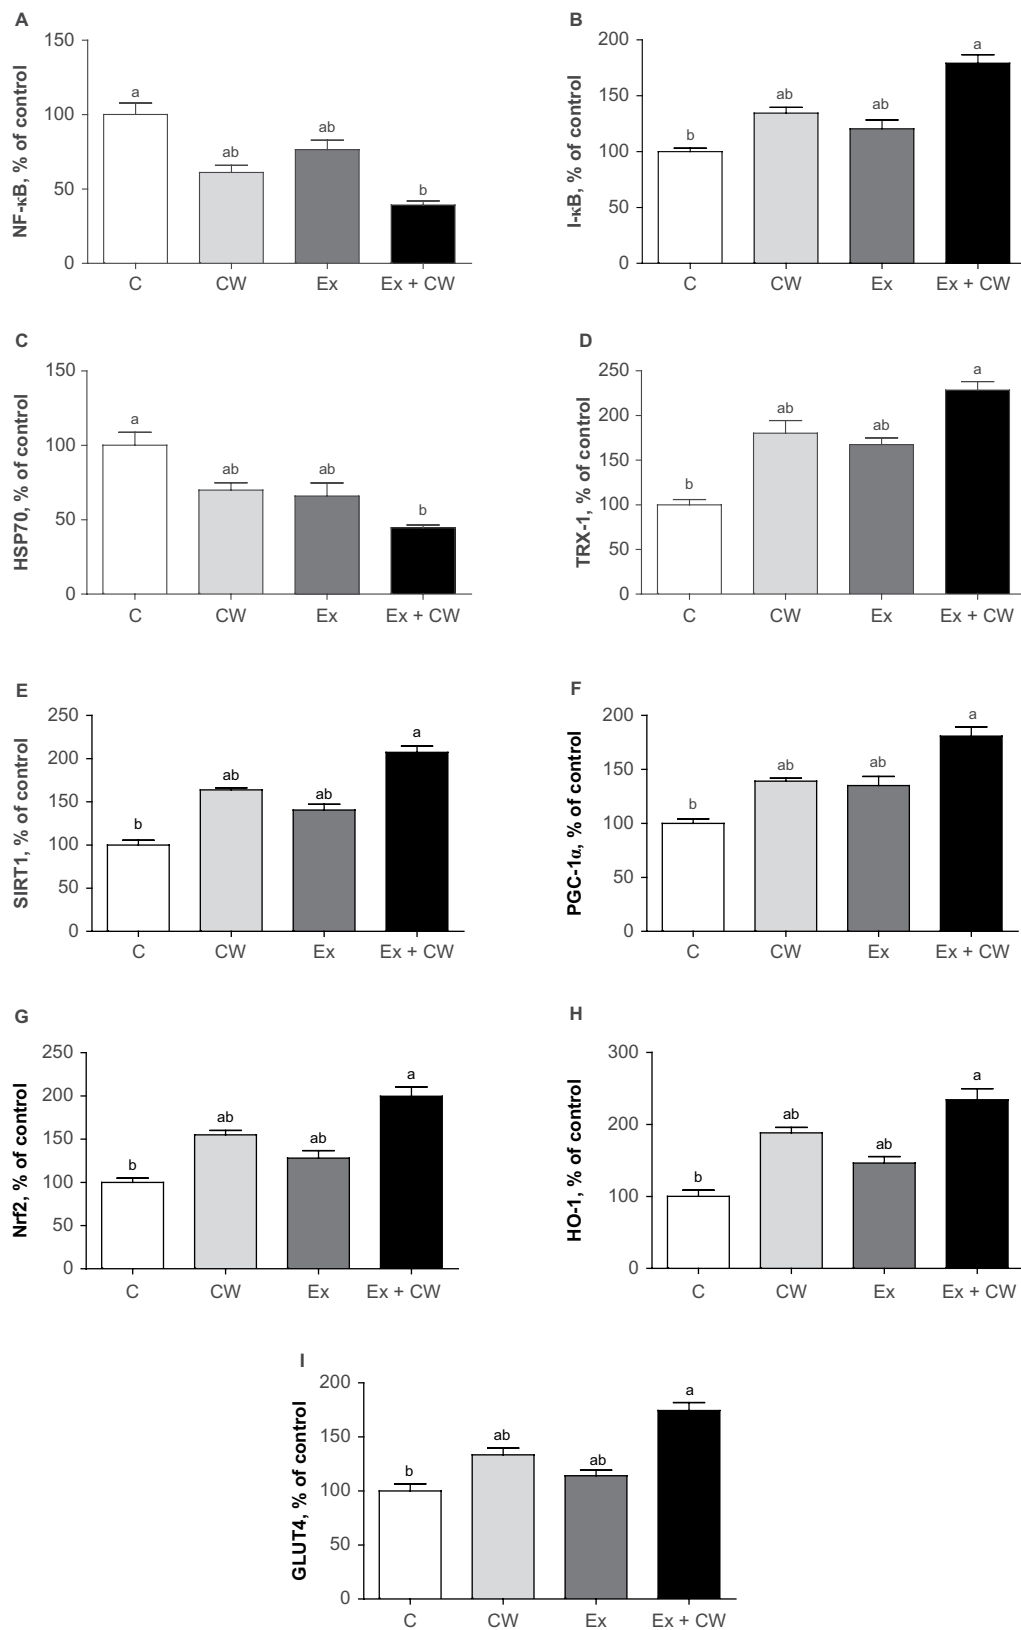 A
NF-κB, % of control
150
100
50
0
a
ab
ab
b
C CW Ex Ex + CW
B
I-κB, % of control
200
150
100
50
0
b
ab
ab
a
C CW Ex Ex + CW
C
HSP70, % of control
150
100
50
0
a
ab
ab
b
C CW Ex Ex + CW
D
TRX-1, % of control
250
200
150
100
50
0
b
ab
ab
a
C CW Ex Ex + CW
E
SIRT1, % of control
250
200
150
100
50
0
b
ab
ab
a
C CW Ex Ex + CW
F
PGC-1α, % of control
200
150
100
50
0
b
ab
ab
a
C CW Ex Ex + CW
G
Nrf2, % of control
250
200
150
100
50
0
b
ab
ab
a
C CW Ex Ex + CW
H
HO-1, % of control
300
200
100
0
b
ab
ab
a
C CW Ex Ex + CW
I
GLUT4, % of control
200
150
100
50
0
b
ab
ab
a
C CW Ex Ex + CW